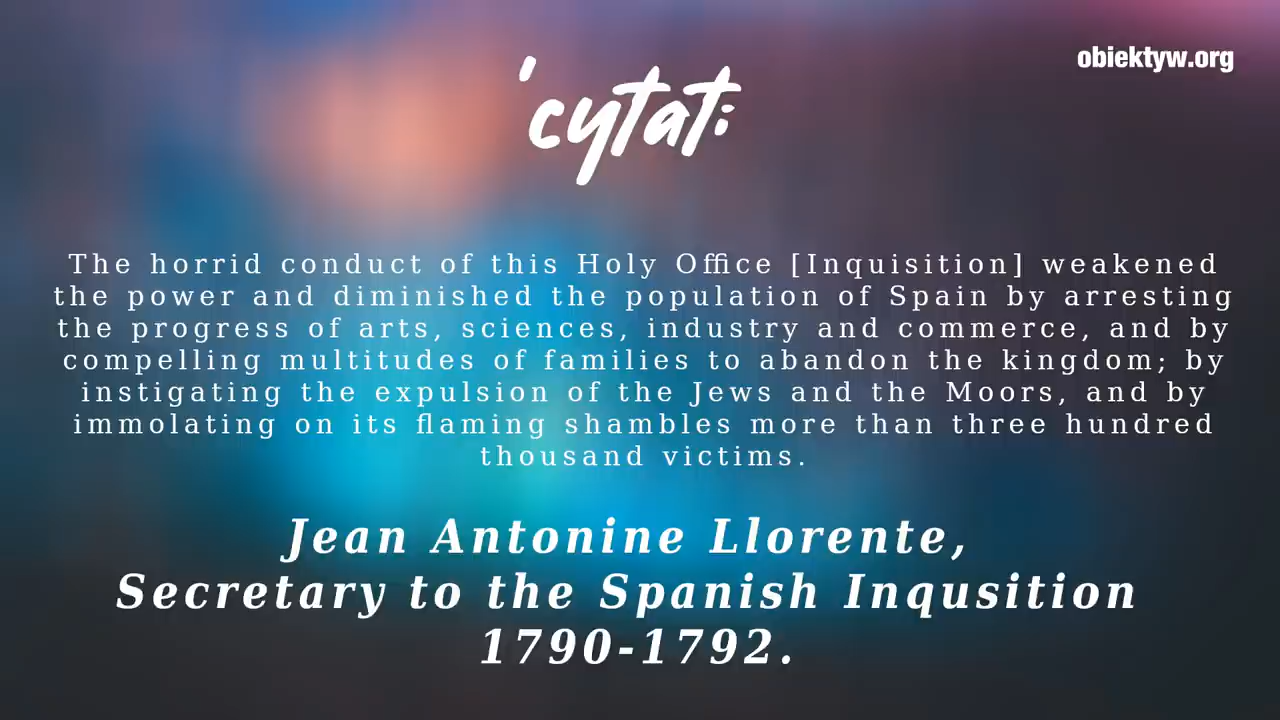 obiektyw.org
'cytat:
The horrid conduct of this Holy Office [Inquisition] weakened
the power and diminished the population of Spain by arresting
the progress of arts, sciences, industry and commerce, and by
compelling multitudes of families to abandon the kingdom; by
instigating the expulsion of the Jews and the Moors, and by
immolating on its flaming shambles more than three hundred
thousand victims.
Jean Antonine Llorente,
Secretary to the Spanish Inqusition
1790-1792.